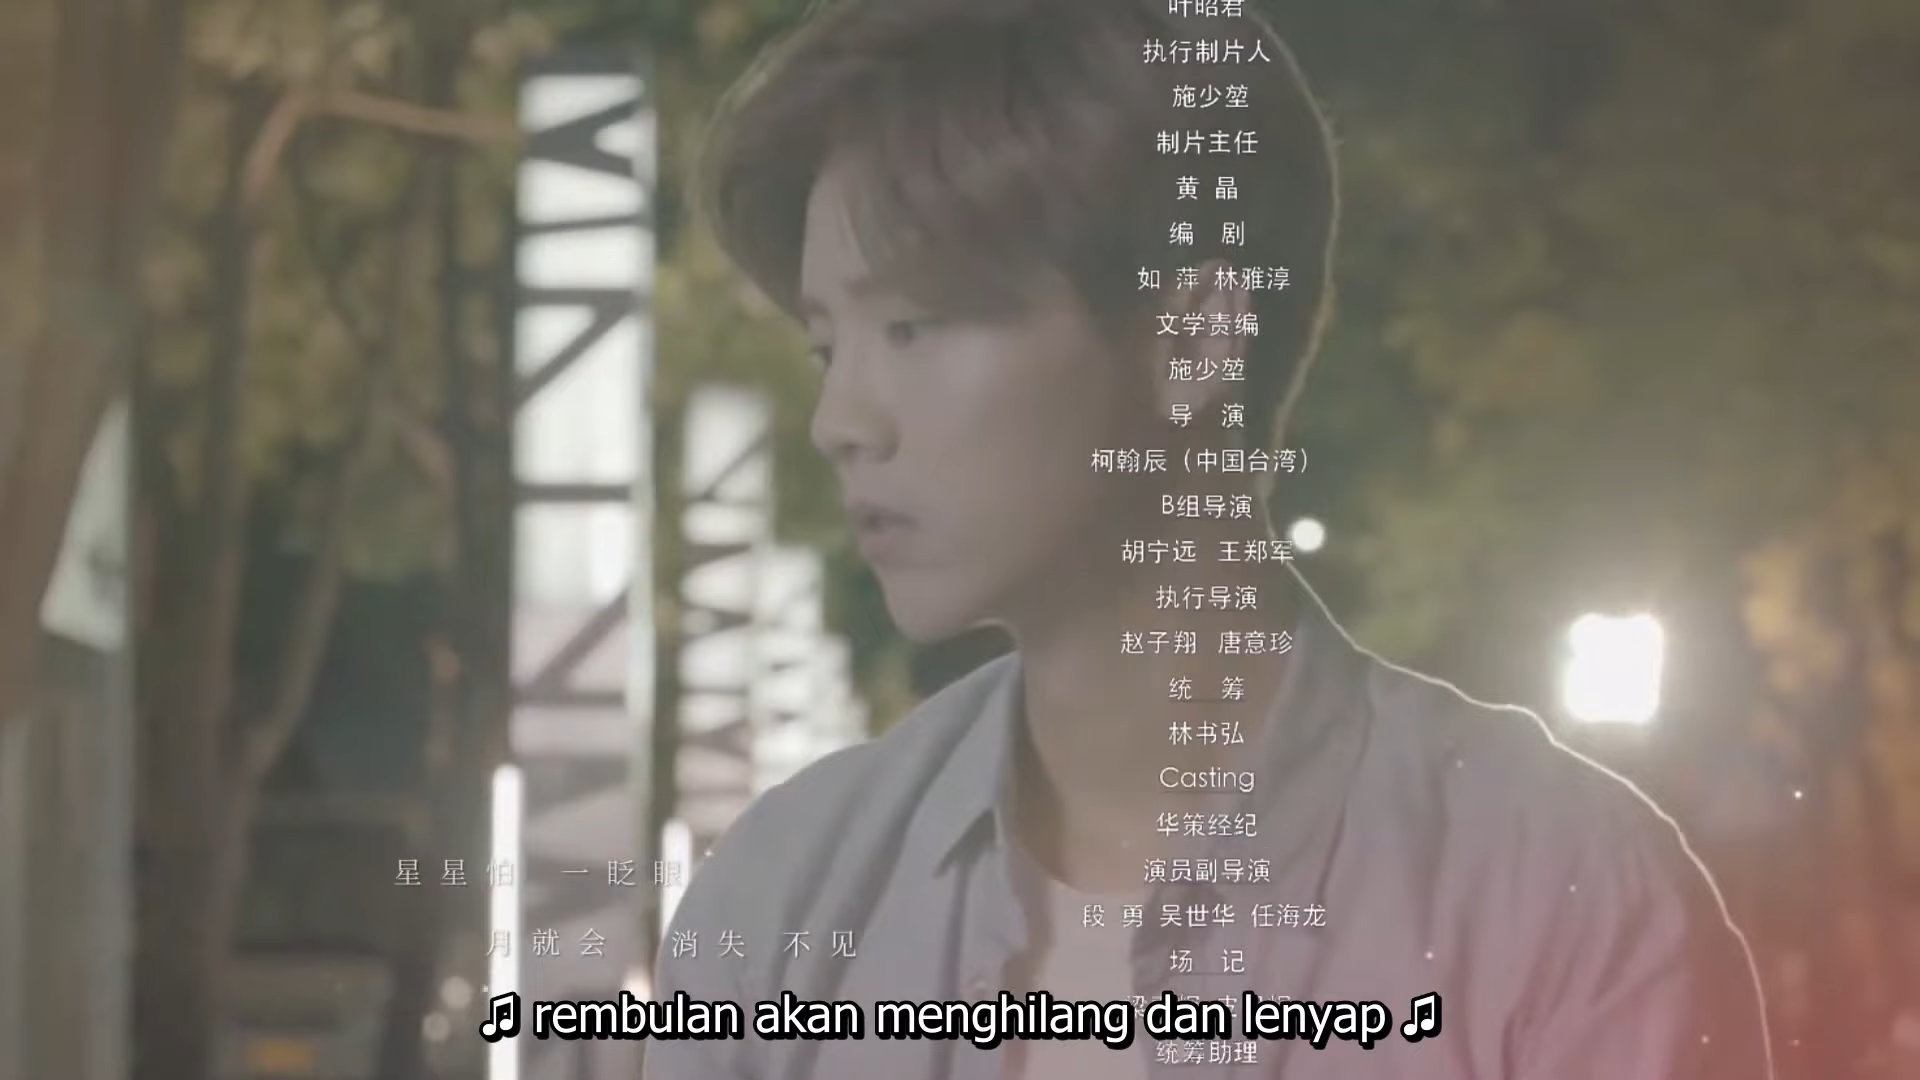 叶昭君
执行制片人
施少堃
制片主任
黄 晶
编 剧
如 萍 林雅淳
文学责编
施少堃
导 演
柯翰辰（中国台湾）
B组导演
胡宁远 王郑军
执行导演
赵子翔 唐意珍
统 筹
林书弘
Casting
华策经纪
演员副导演
段 勇 吴世华 任海龙
场 记
统筹助理
星星怕 一眨眼
月就会 消失 不见
♫ rembulan akan menghilang dan lenyap ♫